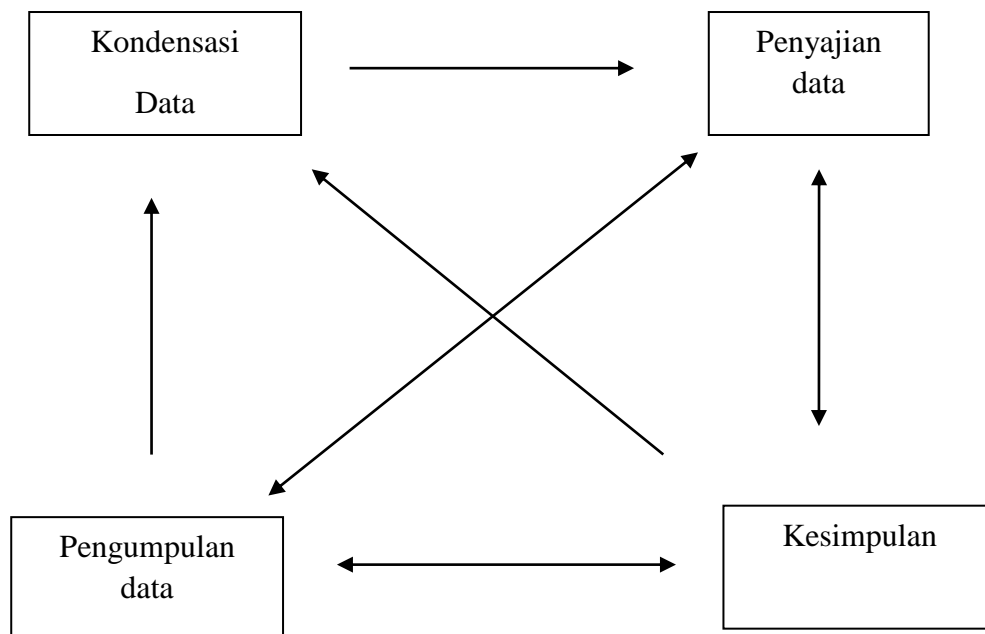 Kondensasi
Data
Penyajian
data
Pengumpulan
data
Kesimpulan